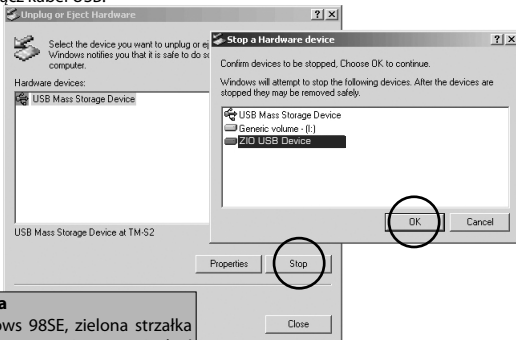 kabel USB.
Unplug or Eject Hardware
Select the device you want to unplug or
Windows notifies you that it is safe to do
computer.
Hardware devices:
USB Mass Storage Device
USB Mass Storage Device at TM-S2
Properties
Stop
Close
Stop a Hardware device
Confirm devices to be stopped, Choose OK to continue.
Windows will attempt to stop the following devices. After the devices are
stopped they may be removed safely.
USB Mass Storage Device
Generic volume - (I:)
ZIO USB Device
OK
Cancel
98SE, zielona strzałka